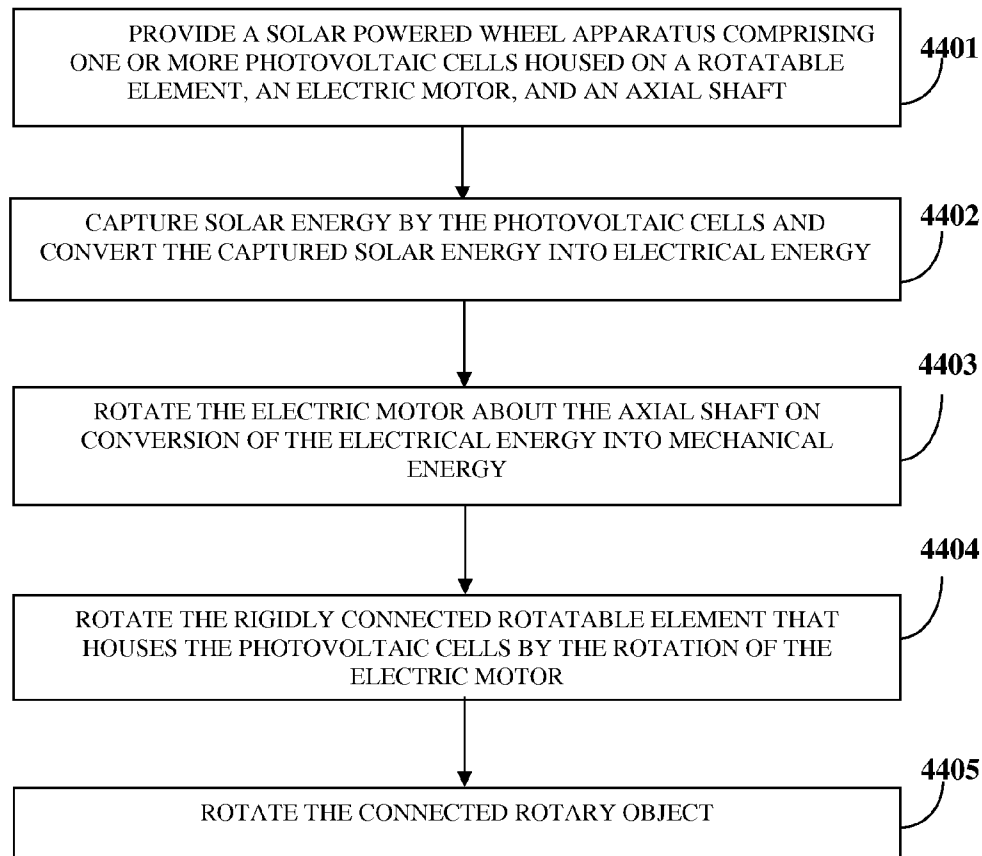 PROVIDE A SOLAR POWERED WHEEL APPARATUS COMPRISING
ONE OR MORE PHOTOVOLTAIC CELLS HOUSED ON A ROTATABLE
ELEMENT, AN ELECTRIC MOTOR, AND AN AXIAL SHAFT
4401
CAPTURE SOLAR ENERGY BY THE PHOTOVOLTAIC CELLS AND
CONVERT THE CAPTURED SOLAR ENERGY INTO ELECTRICAL ENERGY
4402
ROTATE THE ELECTRIC MOTOR ABOUT THE AXIAL SHAFT ON
CONVERSION OF THE ELECTRICAL ENERGY INTO MECHANICAL
ENERGY
4403
ROTATE THE RIGIDLY CONNECTED ROTATABLE ELEMENT THAT
HOUSES THE PHOTOVOLTAIC CELLS BY THE ROTATION OF THE
ELECTRIC MOTOR
4404
ROTATE THE CONNECTED ROTARY OBJECT
4405